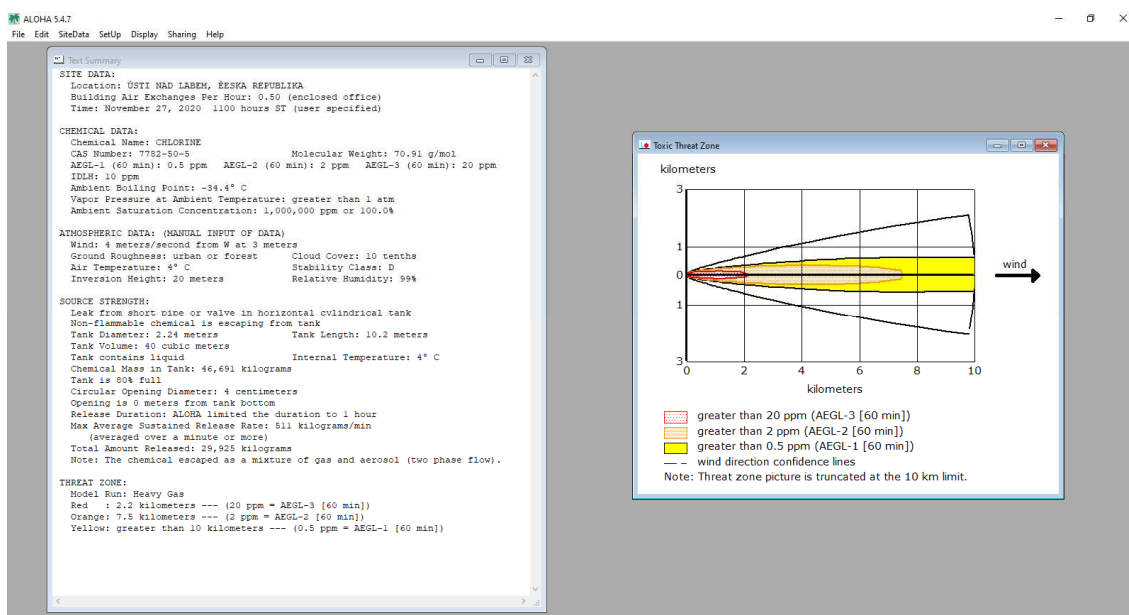 ALOHA 5.4.7
File Edit SiteData SetUp Display Sharing Help
Text Summary
SITE DATA:
Location: ÚSTI NAD LABEM, ÈESKA REPUBLIKA
Building Air Exchanges Per Hour: 0.50 (enclosed office)
Time: November 27, 2020 1100 hours ST (user specified)
CHEMICAL DATA:
Chemical Name: CHLORINE
CAS Number: 7782-50-5 Molecular Weight: 70.91 g/mol
AEGL-1 (60 min): 0.5 ppm AEGL-2 (60 min): 2 ppm AEGL-3 (60 min): 20 ppm
IDLH: 10 ppm
Ambient Boiling Point: -34.4° C
Vapor Pressure at Ambient Temperature: greater than 1 atm
Ambient Saturation Concentration: 1,000,000 ppm or 100.0%
ATMOSPHERIC DATA: (MANUAL INPUT OF DATA)
Wind: 4 meters/second from W at 3 meters
Ground Roughness: urban or forest Cloud Cover: 10 tenths
Air Temperature: 4° C Stability Class: D
Inversion Height: 20 meters Relative Humidity: 99%
SOURCE STRENGTH:
Leak from short pipe or valve in horizontal cylindrical tank
Non-flammable chemical is escaping from tank
Tank Diameter: 2.24 meters Tank Length: 10.2 meters
Tank Volume: 40 cubic meters
Tank contains liquid Internal Temperature: 4° C
Chemical Mass in Tank: 46,691 kilograms
Tank is 80% full
Circular Opening Diameter: 4 centimeters
Opening is 0 meters from tank bottom
Release Duration: ALOHA limited the duration to 1 hour
Max Average Sustained Release Rate: 511 kilograms/min
(averaged over a minute or more)
Total Amount Released: 29,925 kilograms
Note: The chemical escaped as a mixture of gas and aerosol (two phase flow).
THREAT ZONE:
Model Run: Heavy Gas
Red : 2.2 kilometers --- (20 ppm = AEGL-3 [60 min])
Orange: 7.5 kilometers --- (2 ppm = AEGL-2 [60 min])
Yellow: greater than 10 kilometers --- (0.5 ppm = AEGL-1 [60 min])
Toxic Threat Zone
kilometers
3
1
0
1
3
wind
0 2 4 6 8 10
kilometers
greater than 20 ppm (AEGL-3 [60 min])
greater than 2 ppm (AEGL-2 [60 min])
greater than 0.5 ppm (AEGL-1 [60 min])
wind direction confidence lines
Note: Threat zone picture is truncated at the 10 km limit.